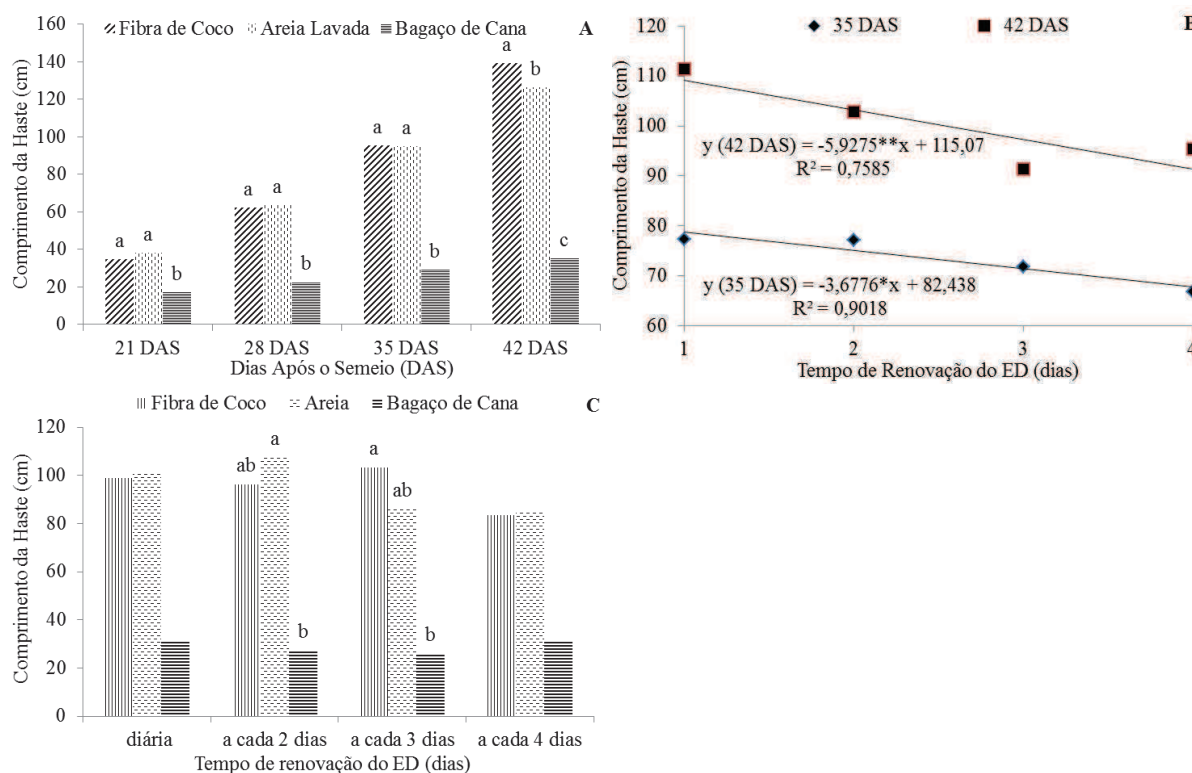 Fibra de Coco Areia Lavada Bagaço de Cana
A
Comprimento da Haste (cm)
160
140
120
100
80
60
40
20
0
a a b
a a b
a a b
a b c
21 DAS 28 DAS 35 DAS 42 DAS
Dias Após o Semeio (DAS)
35 DAS 42 DAS
Comprimento da Haste (cm)
120
110
100
90
80
70
60
y (42 DAS) = -5,9275**x + 115,07
R² = 0,7585
y (35 DAS) = -3,6776*x + 82,438
R² = 0,9018
1 2 3 4
Tempo de Renovação do ED (dias)
Fibra de Coco Areia Bagaço de Cana
C
Comprimento da Haste (cm)
120
100
80
60
40
20
0
ab a b
a ab b
diária a cada 2 dias a cada 3 dias a cada 4 dias
Tempo de renovação do ED (dias)